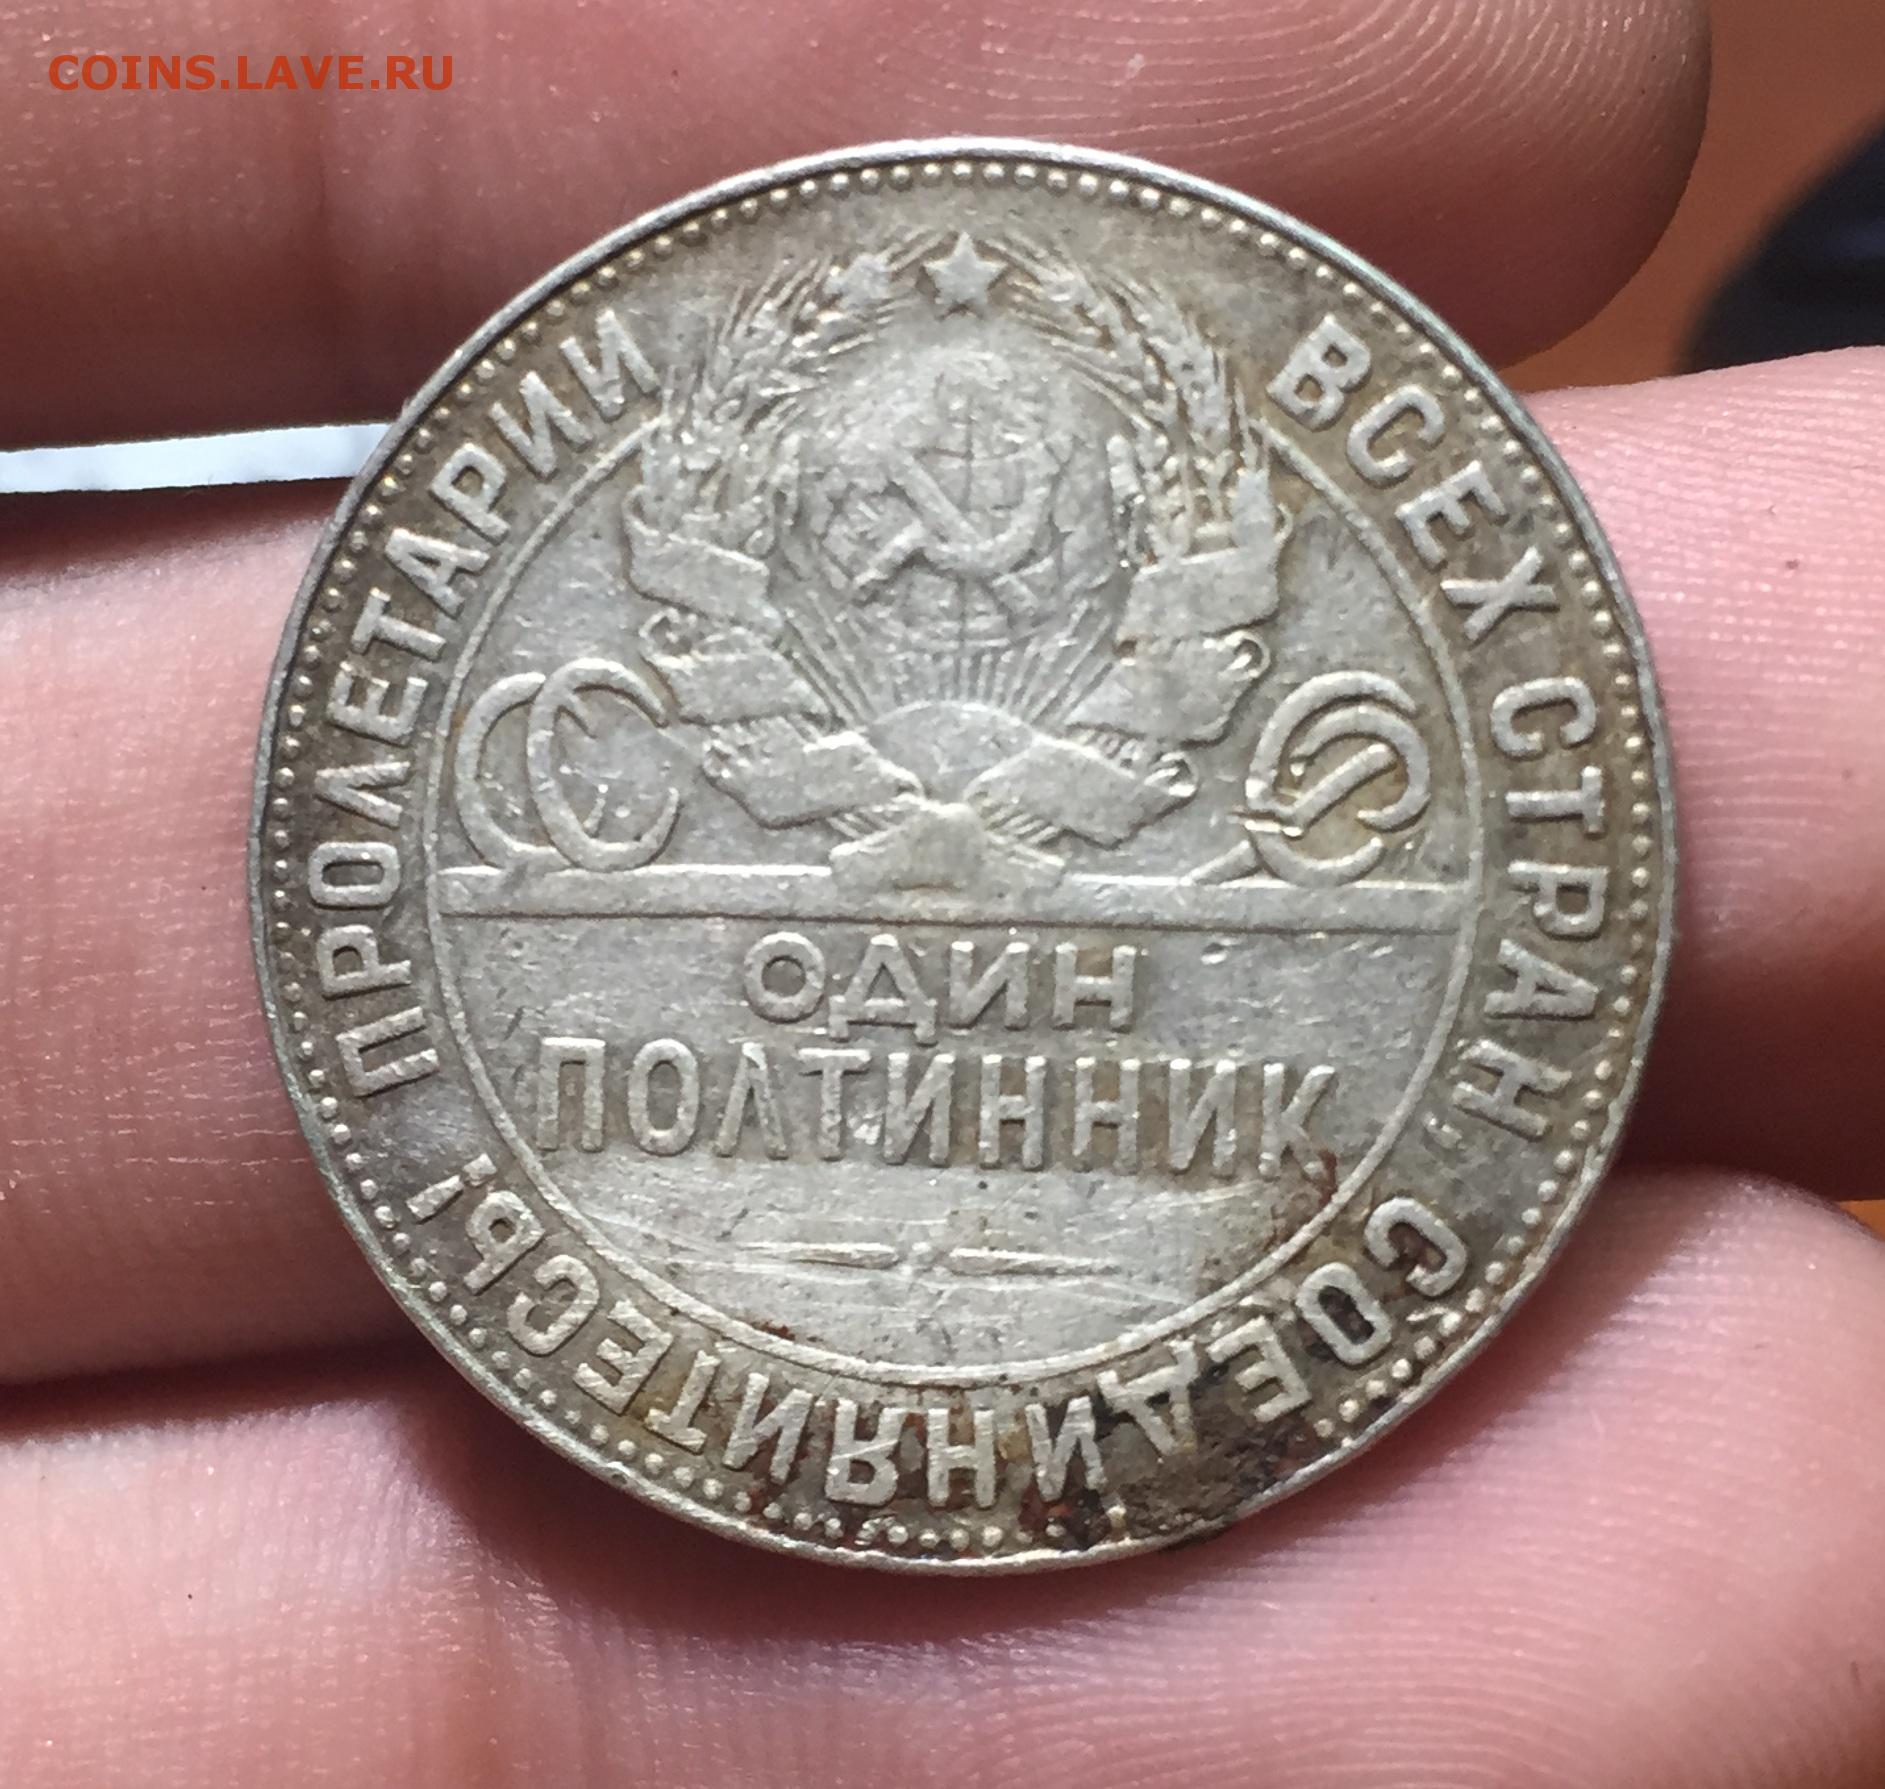 COINS.LAVE.RU
ПРОЛЕТАРИИ ВСЕХ СТРАН, СОЕДИНЯЙТЕСЬ!
СССР
ОДИН
ПОЛТИННИК